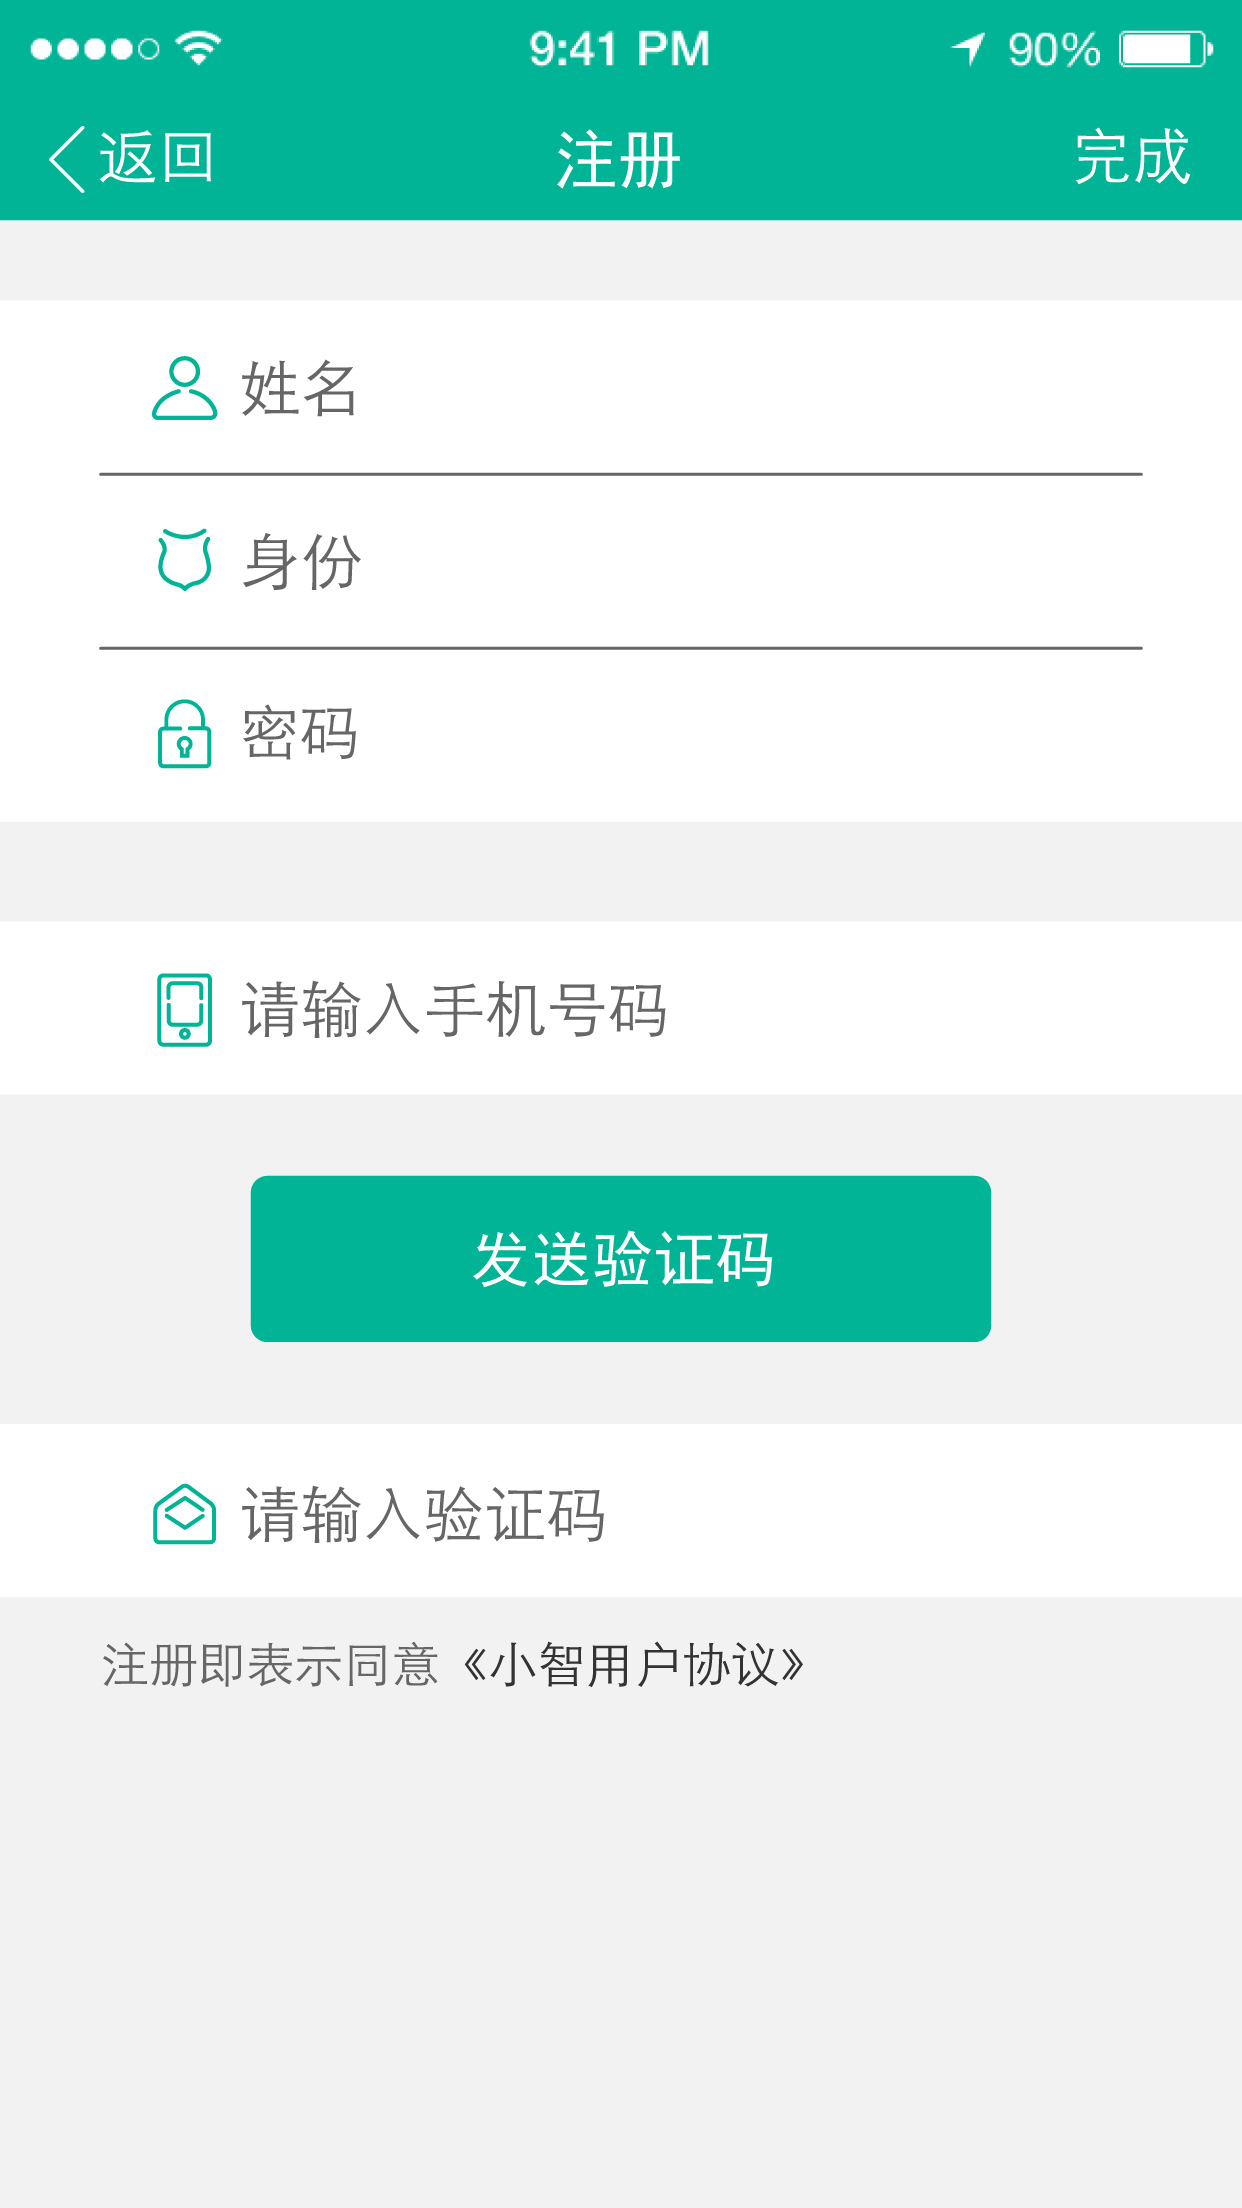 9:41 PM 90%
返回 注册 完成
姓名
身份
密码
请输入手机号码
发送验证码
请输入验证码
注册即表示同意《小智用户协议》